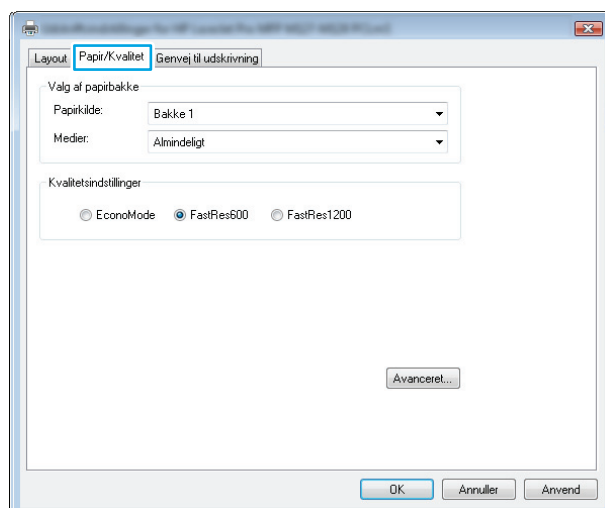 Layout Papir/Kvalitet Genvej til udskrivning
Valg af papirbakke
Papirkilde: Bakke 1
Medier: Almindeligt
Kvalitetsindstillinger
EconoMode FastRes600 FastRes1200
Avanceret...
OK Annuller Anvend